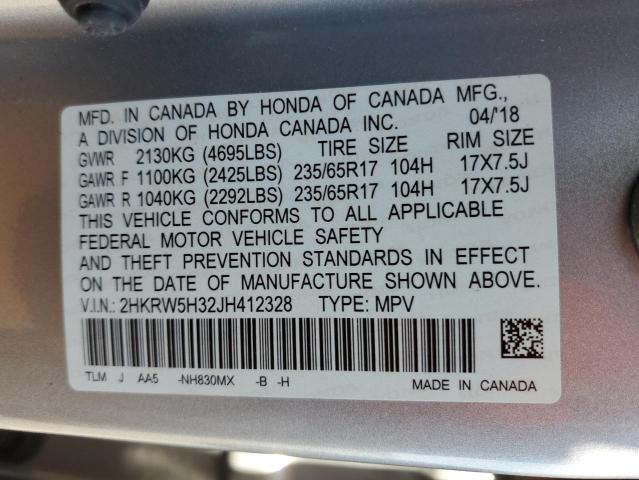 MFD. IN CANADA BY HONDA OF CANADA MFG.,
A DIVISION OF HONDA CANADA INC. 04/'18
GVWR 2130KG (4695LBS) TIRE SIZE RIM SIZE
GAWR F 1100KG (2425LBS) 235/65R17 104H 17X7.5J
GAWR R 1040KG (2292LBS) 235/65R17 104H 17X7.5J
THIS VEHICLE CONFORMS TO ALL APPLICABLE
FEDERAL MOTOR VEHICLE SAFETY
AND THEFT PREVENTION STANDARDS IN EFFECT
ON THE DATE OF MANUFACTURE SHOWN ABOVE.
V.I.N.: 2HKRW5H32JH412328 TYPE: MPV
TLM J AA5 -NH830MX -B -H MADE IN CANADA